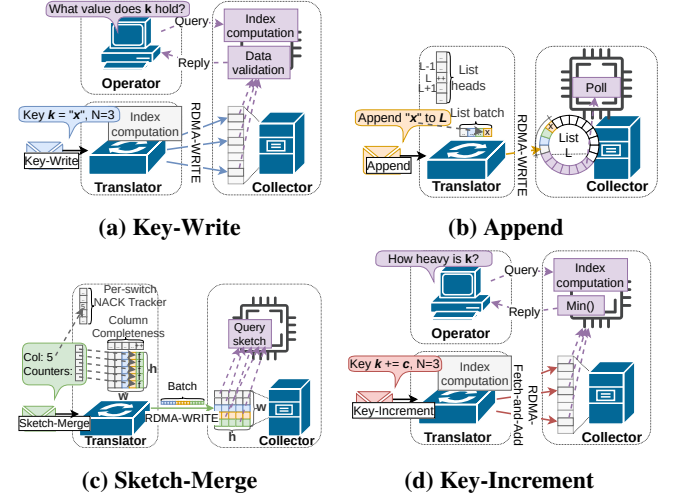 What value does k hold?
Query
Index
computation
Reply
Data
validation
Operator
Key k = "x", N=3
Index
computation
RDMA-WRITE
Key-Write
Translator
Collector
(a) Key-Write
L-1
L
L+1
List
heads
List batch
Append "x" to L
x
RDMA-WRITE
Poll
List
L
Append
Translator
Collector
(b) Append
Per-switch
NACK Tracker
Column
Completeness
Col: 5
Counters:
h
w
Batch
RDMA-WRITE
Query
sketch
w
h
Sketch-Merge
Translator
Collector
(c) Sketch-Merge
How heavy is k?
Query
Index
computation
Reply
Min()
Operator
Key k += c, N=3
Index
computation
RDMA-
Fetch-and-Add
Key-Increment
Translator
Collector
(d) Key-Increment